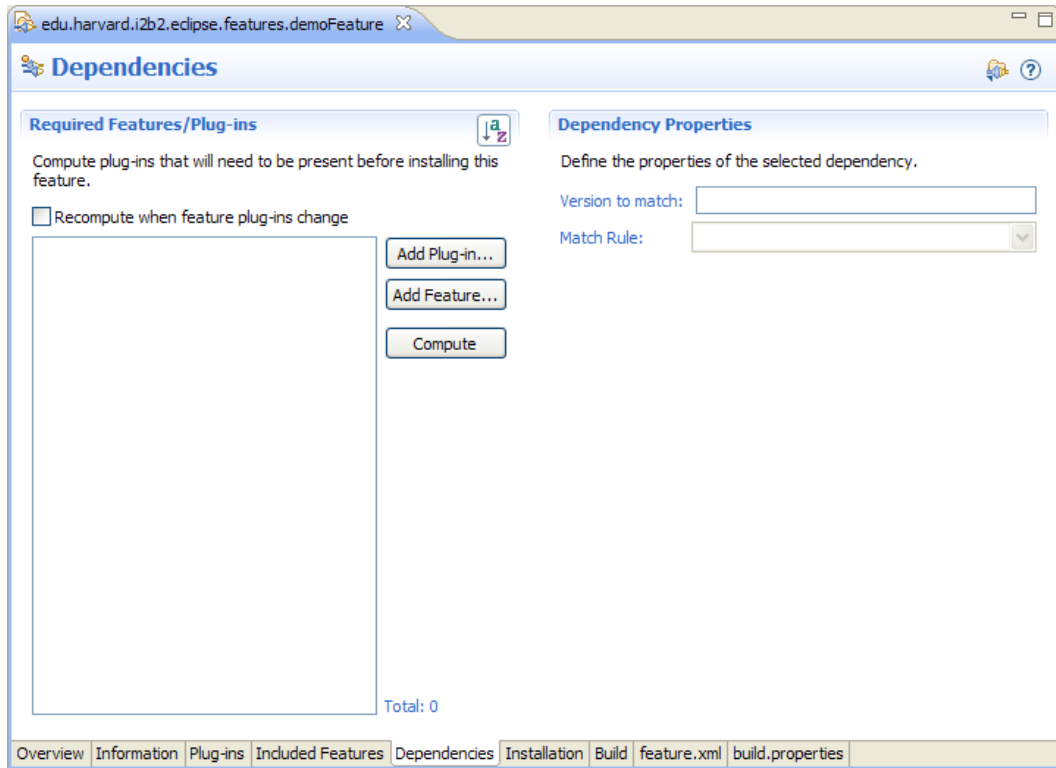 edu.harvard.i2b2.eclipse.features.demoFeature
Dependencies
Required Features/Plug-ins
a
z
Compute plug-ins that will need to be present before installing this
feature.
Recompute when feature plug-ins change
Add Plug-in...
Add Feature...
Compute
Total: 0
Dependency Properties
Define the properties of the selected dependency.
Version to match:
Match Rule:
Overview Information Plug-ins Included Features Dependencies Installation Build feature.xml build.properties